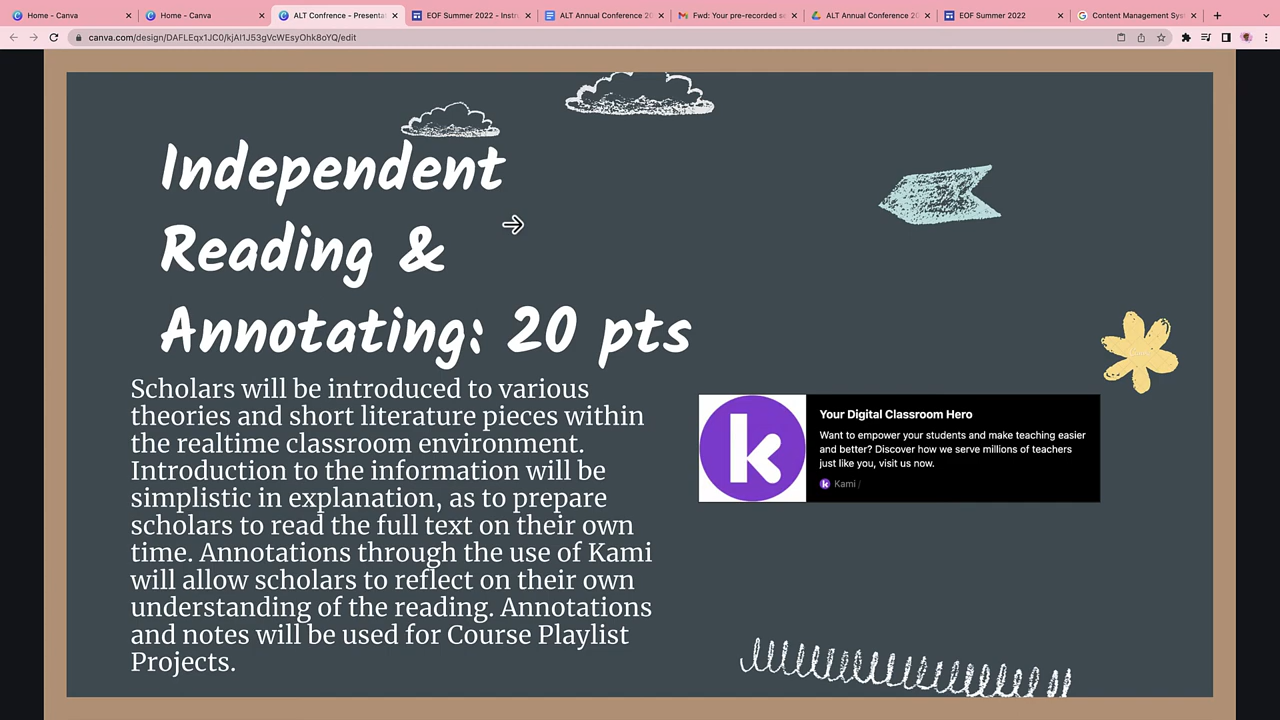 Home - Canva
Home - Canva
ALT Confrence - Presenta
EOF Summer 2022 - Instr
ALT Annual Conference 20
Fwd: Your pre-recorded se
ALT Annual Conference 20
EOF Summer 2022
Content Management Sys
canva.com/design/DAFLEqx1JC0/kjAI1J53gVcWEsyOhk8oYQ/edit
Independent
Reading &
Annotating: 20 pts
Scholars will be introduced to various
theories and short literature pieces within
the realtime classroom environment.
Introduction to the information will be
simplistic in explanation, as to prepare
scholars to read the full text on their own
time. Annotations through the use of Kami
will allow scholars to reflect on their own
understanding of the reading. Annotations
and notes will be used for Course Playlist
Projects.
k
Your Digital Classroom Hero
Want to empower your students and make teaching easier
and better? Discover how we serve millions of teachers
just like you, visit us now.
Kami /